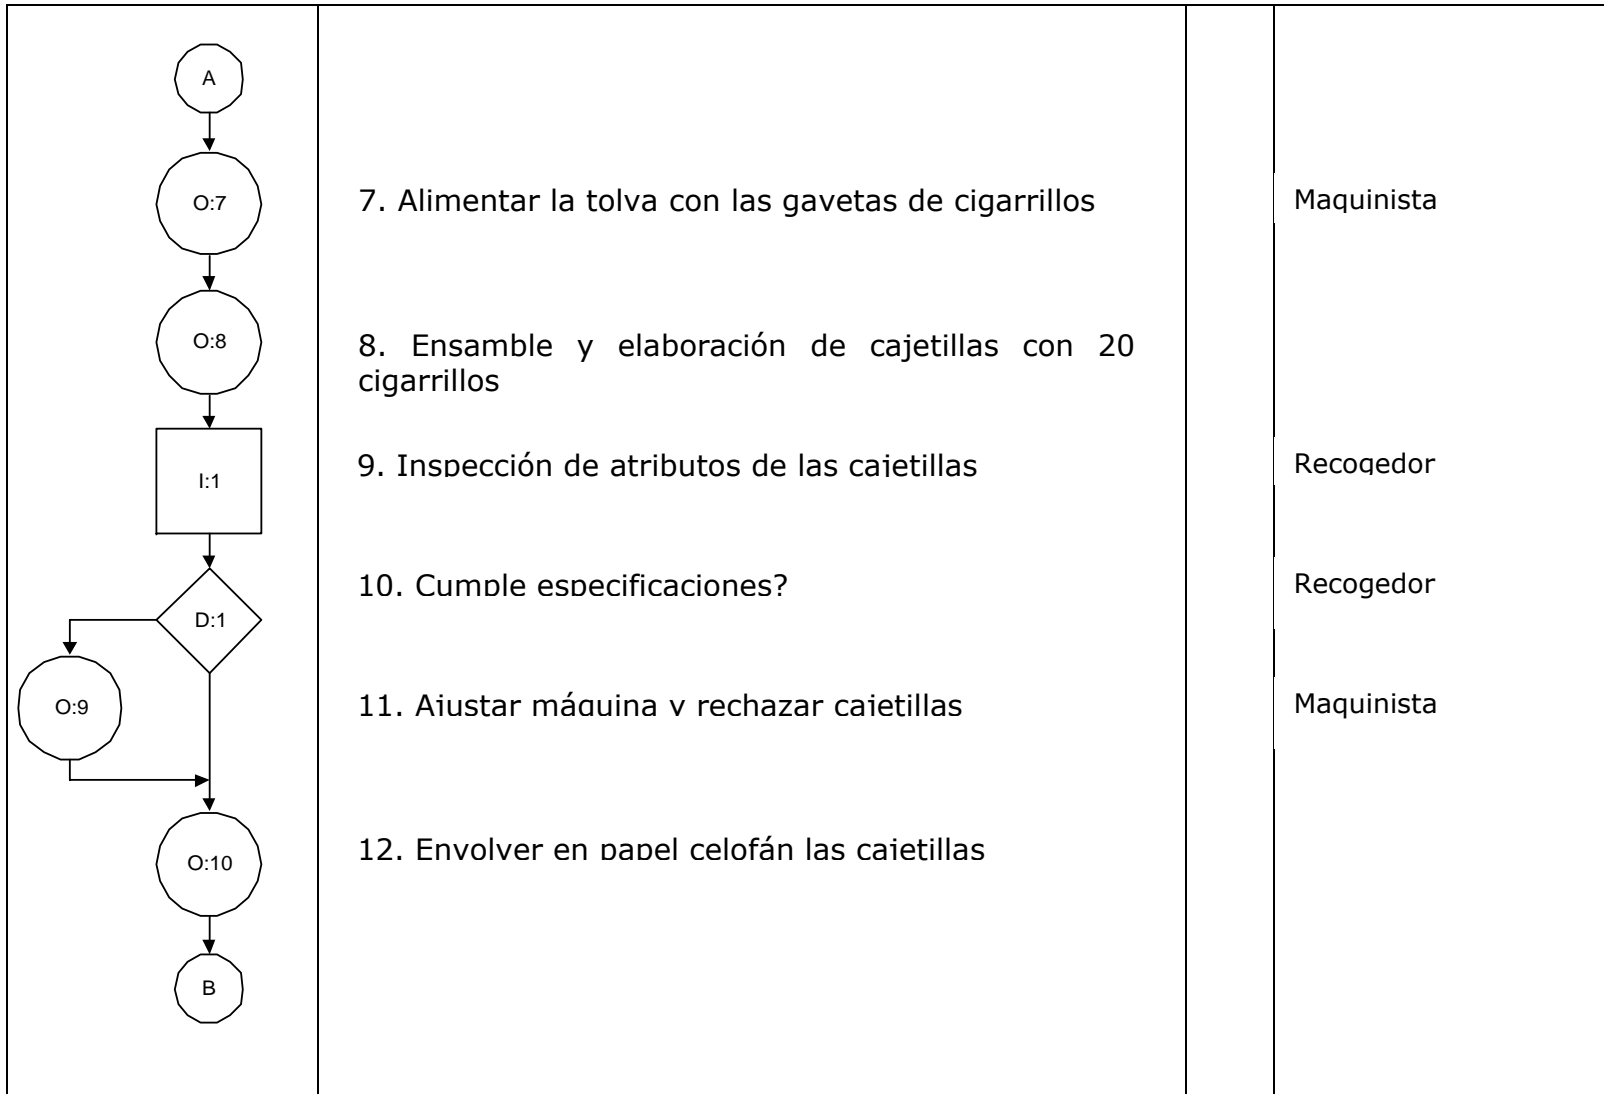 A
O:7
7. Alimentar la tolva con las gavetas de cigarrillos
Maquinista
O:8
8. Ensamble y elaboración de cajetillas con 20
cigarrillos
I:1
9. Inspección de atributos de las cajetillas
Recogedor
10. Cumple especificaciones?
Recogedor
D:1
O:9
11. Ajustar máquina y rechazar cajetillas
Maquinista
O:10
12. Envolver en papel celofán las cajetillas
B